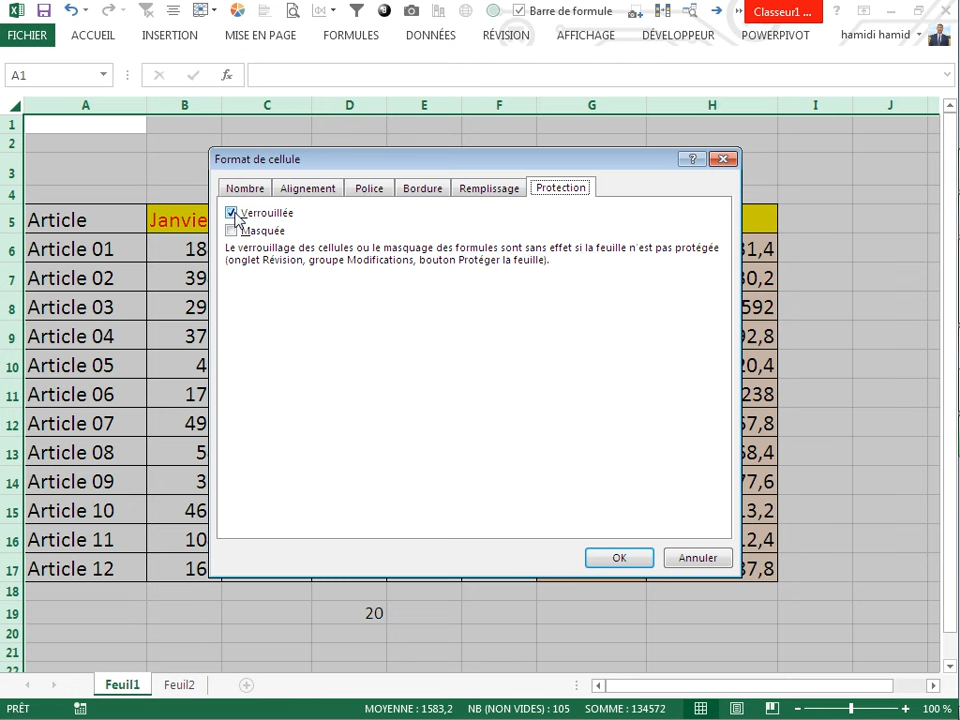 Barre de formule
Classeur1 ...
FICHIER ACCUEIL INSERTION MISE EN PAGE FORMULES DONNÉES RÉVISION AFFICHAGE DÉVELOPPEUR POWERPIVOT hamidi hamid
A1 fx
A B C D E F G H I J
1
2
3
4
5 Article Janvie
6 Article 01 18 31,4
7 Article 02 39 30,2
8 Article 03 29 592
9 Article 04 37 92,8
10 Article 05 4 20,4
11 Article 06 17 238
12 Article 07 49 57,8
13 Article 08 5 58,4
14 Article 09 3 77,6
15 Article 10 46 13,2
16 Article 11 10 12,4
17 Article 12 16 37,8
18
19 20
20
21
22
Format de cellule
Nombre Alignement Police Bordure Remplissage Protection
Verrouillée
Masquée
Le verrouillage des cellules ou le masquage des formules sont sans effet si la feuille n'est pas protégée
(onglet Révision, groupe Modifications, bouton Protéger la feuille).
OK Annuler
Feuil1 Feuil2
PRÊT MOYENNE : 1583,2 NB (NON VIDES) : 105 SOMME : 134572 100 %